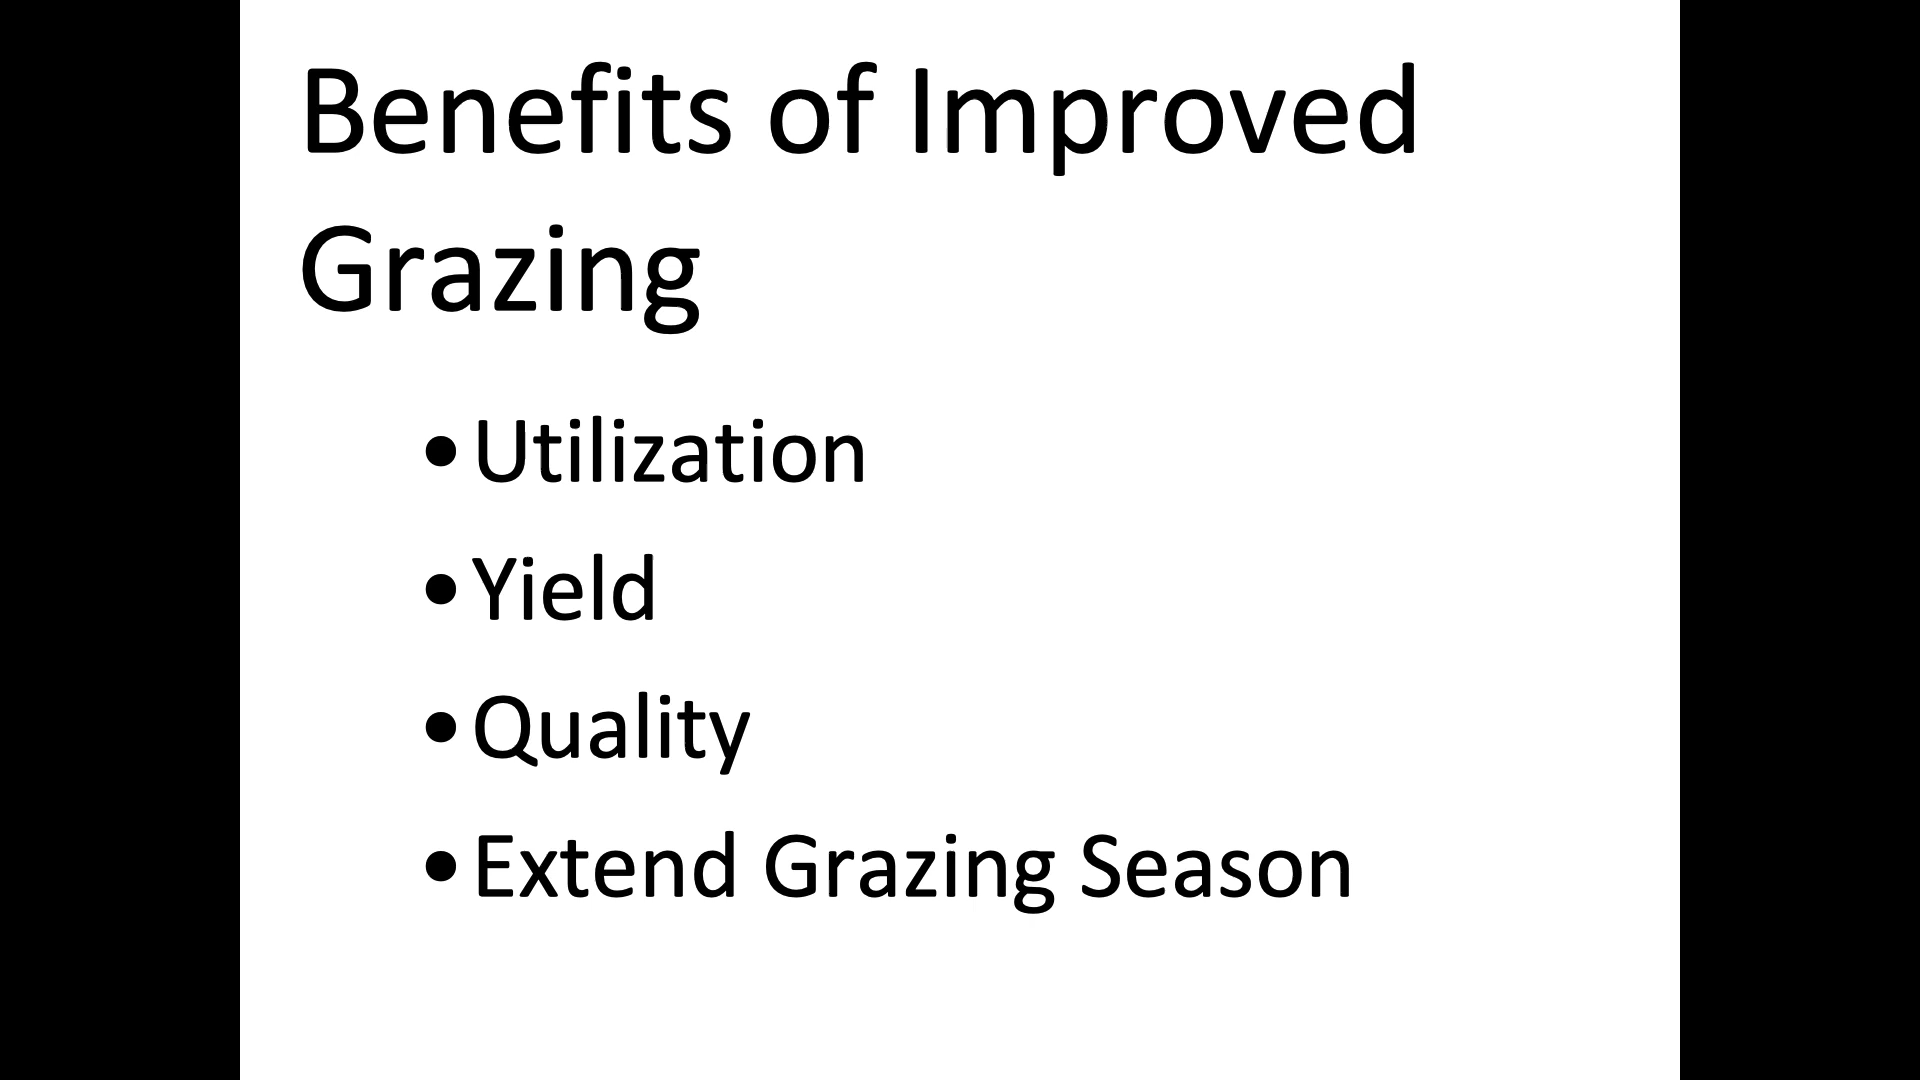 Benefits of Improved
Grazing
•Utilization
•Yield
•Quality
•Extend Grazing Season